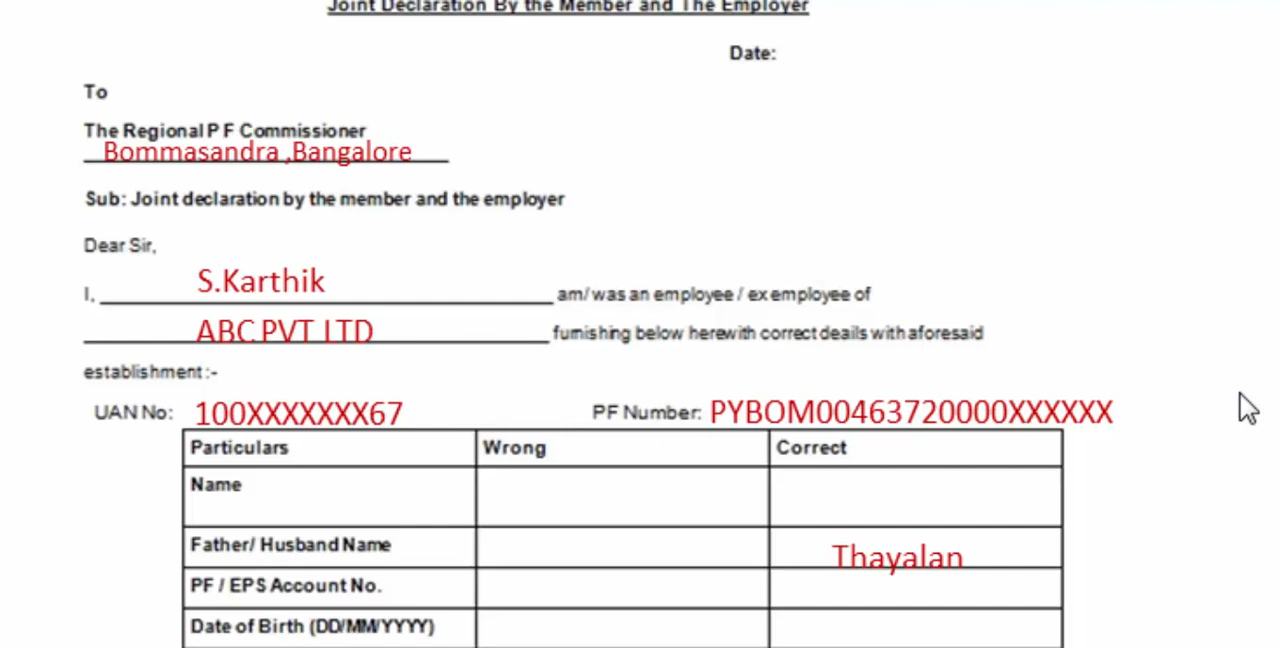 Joint Declaration By the Member and The Employer
Date:
To
The Regional P F Commissioner
Bommasandra ,Bangalore
Sub: Joint declaration by the member and the employer
Dear Sir,
I, S.Karthik am/was an employee / ex employee of
ABC PVT LTD furnishing below herewith correct deails with aforesaid
establishment :-
UAN No: 100XXXXXXX67 PF Number: PYBOM00463720000XXXXXX
Particulars Wrong Correct
Name
Father/ Husband Name Thayalan
PF / EPS Account No.
Date of Birth (DD/MM/YYYY)